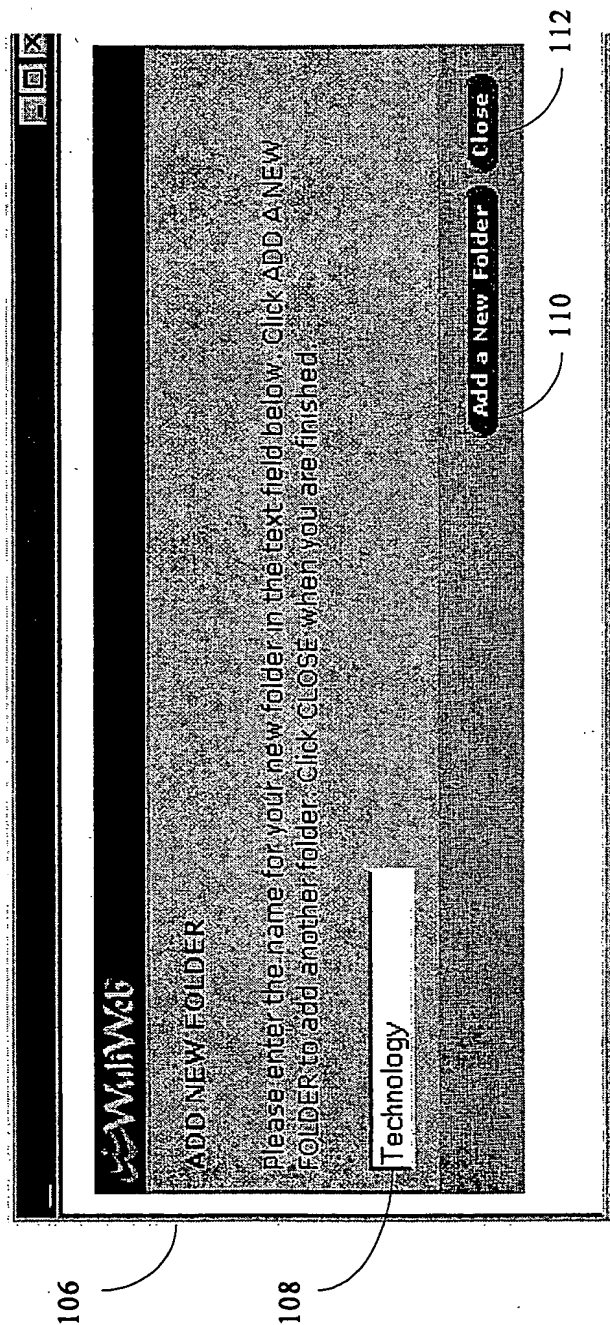 106
WuliWeb
ADD NEW FOLDER
Please enter the name for your new folder in the text field below. Click ADD A NEW
FOLDER to add another folder. Click CLOSE when you are finished.
108
Technology
Add a New Folder
Close
110
112